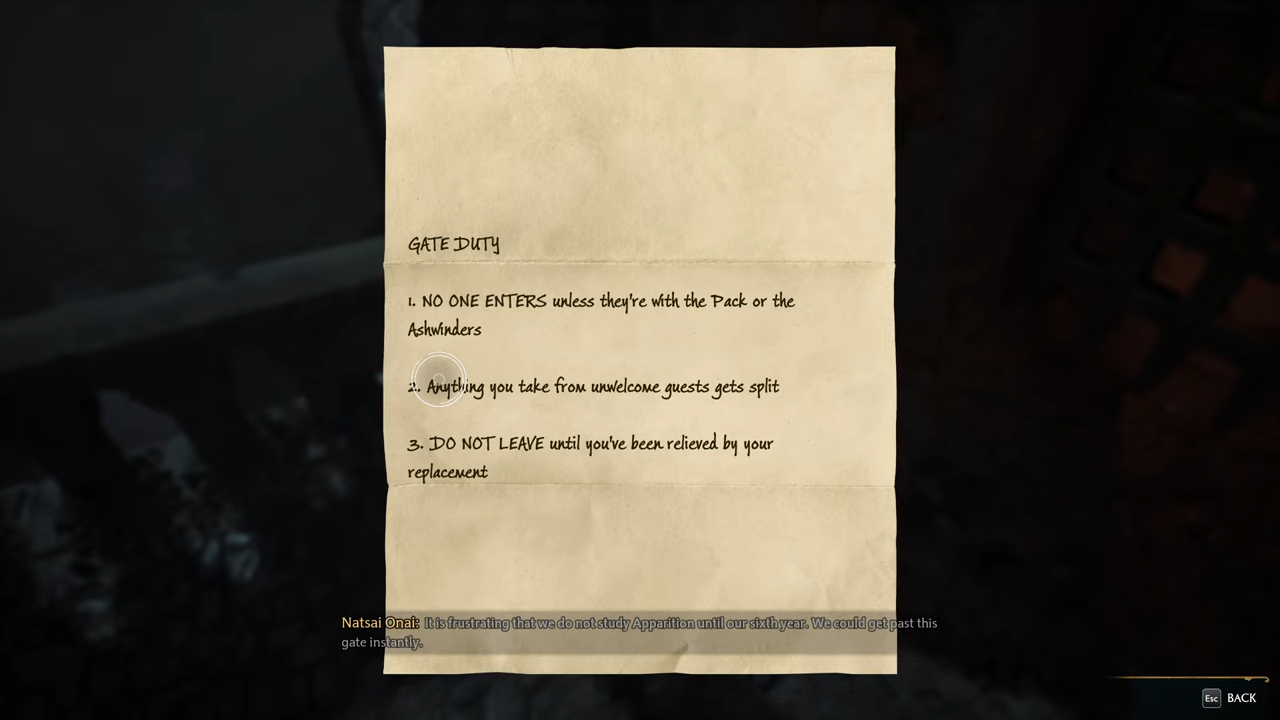 GATE DUTY
1. NO ONE ENTERS unless they're with the Pack or the
Ashwinders
2. Anything you take from unwelcome guests gets split
3. DO NOT LEAVE until you've been relieved by your
replacement
Natsai Onai: It is frustrating that we do not study Apparition until our sixth year. We could get past this
gate instantly.
Esc BACK